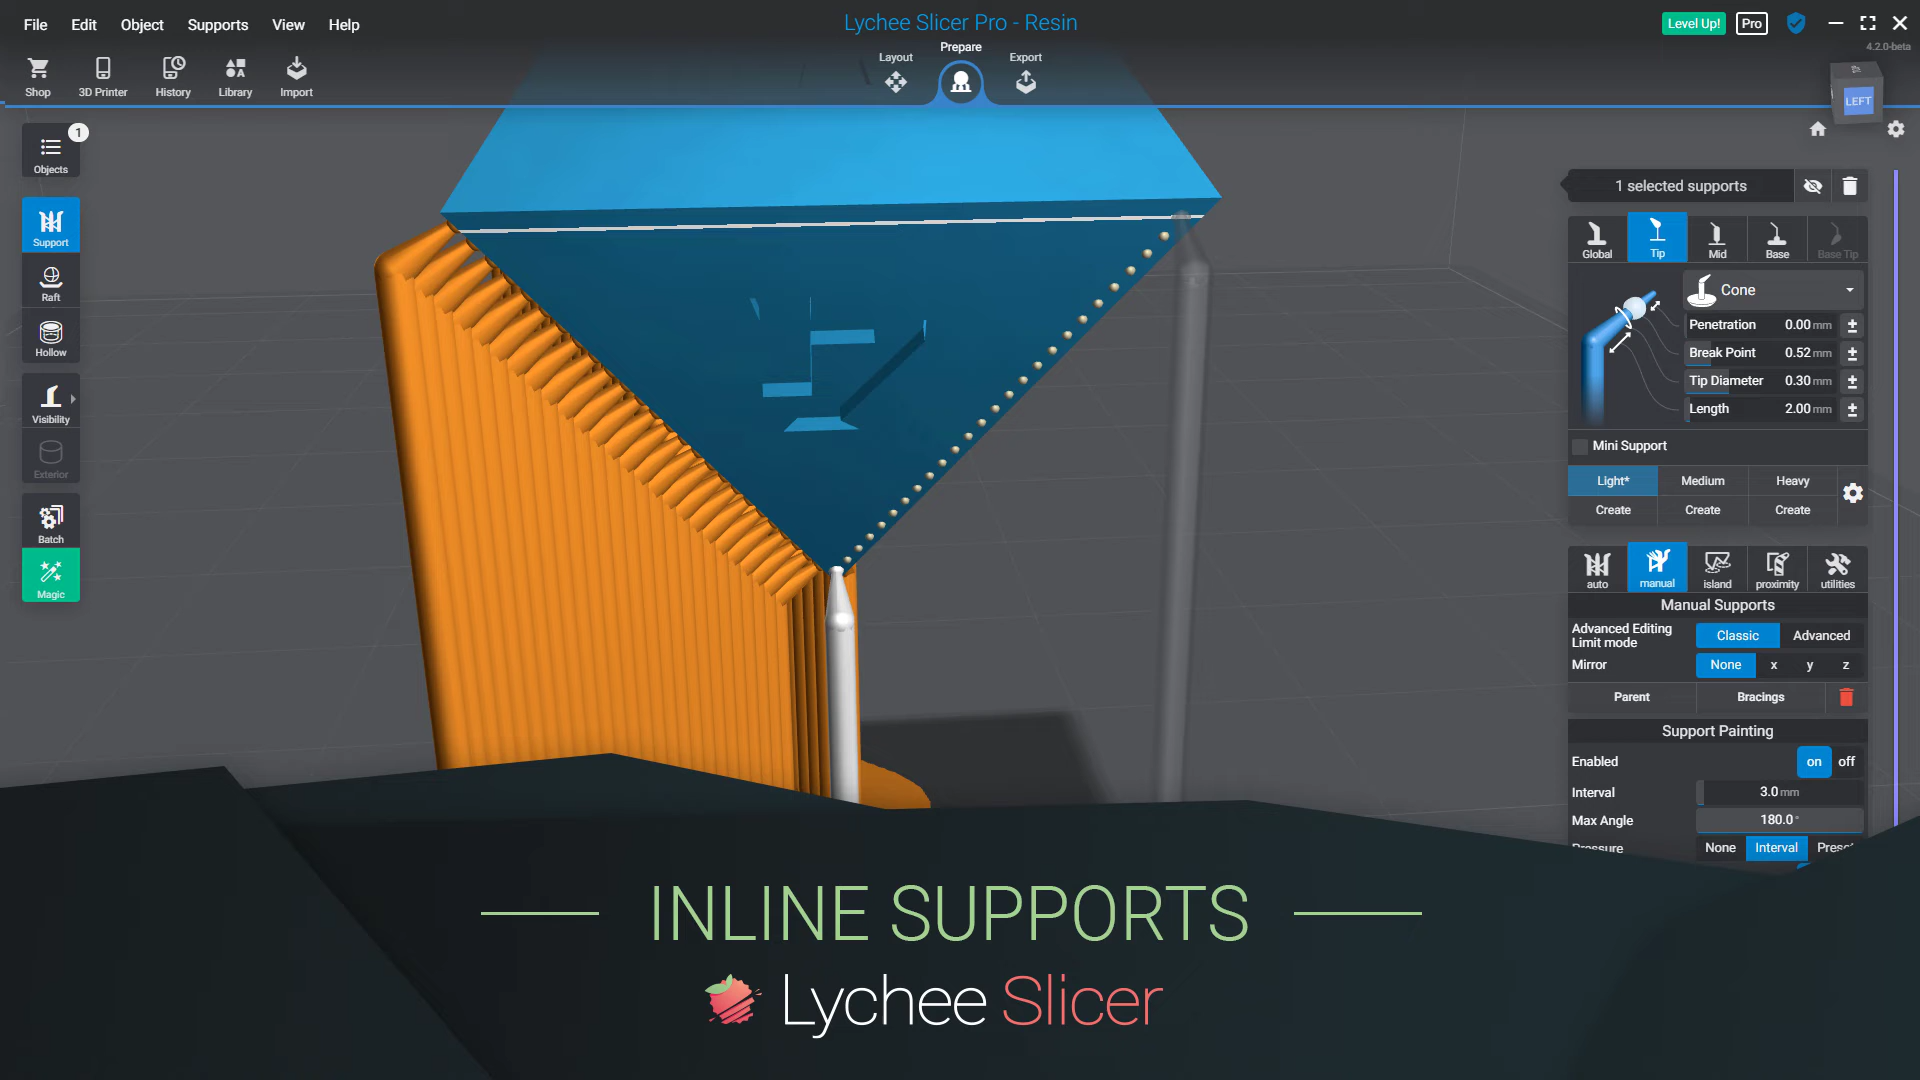 File Edit Object Supports View Help
Lychee Slicer Pro - Resin
Level Up! Pro
4.2.0-beta
Shop 3D Printer History Library Import
Layout Prepare Export
LEFT
1
Objects
Support
Raft
Hollow
Visibility
Exterior
Batch
Magic
1 selected supports
Global Tip Mid Base Base Tip
Cone
Penetration 0.00 mm
Break Point 0.52 mm
Tip Diameter 0.30 mm
Length 2.00 mm
Mini Support
Light* Medium Heavy
Create Create Create
auto manual island proximity utilities
Manual Supports
Advanced Editing
Limit mode
Classic Advanced
Mirror None x y z
Parent Bracings
Support Painting
Enabled on off
Interval 3.0 mm
Max Angle 180.0 °
Pressure None Interval Preset
INLINE SUPPORTS
Lychee Slicer